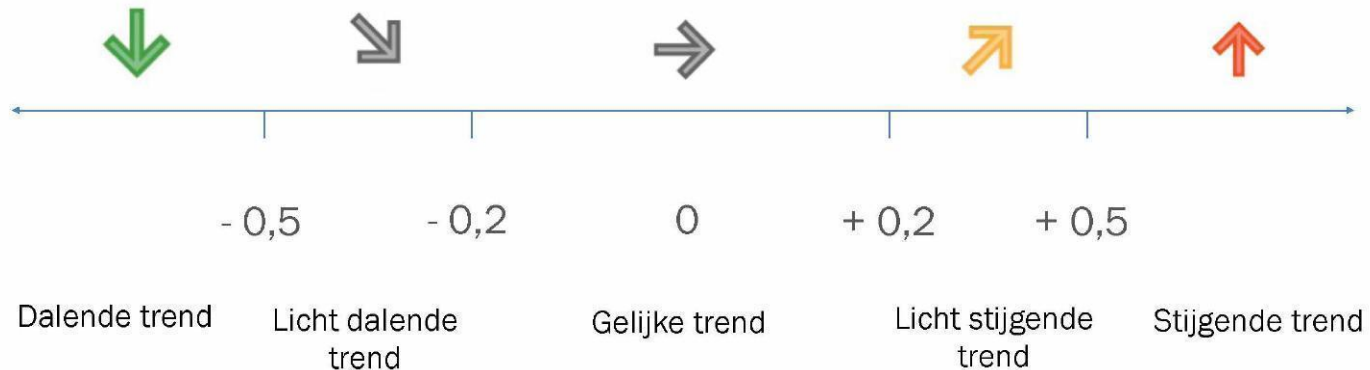 - 0,5
- 0,2
0
+ 0,2
+ 0,5
Dalende trend
Licht dalende
trend
Gelijke trend
Licht stijgende
trend
Stijgende trend